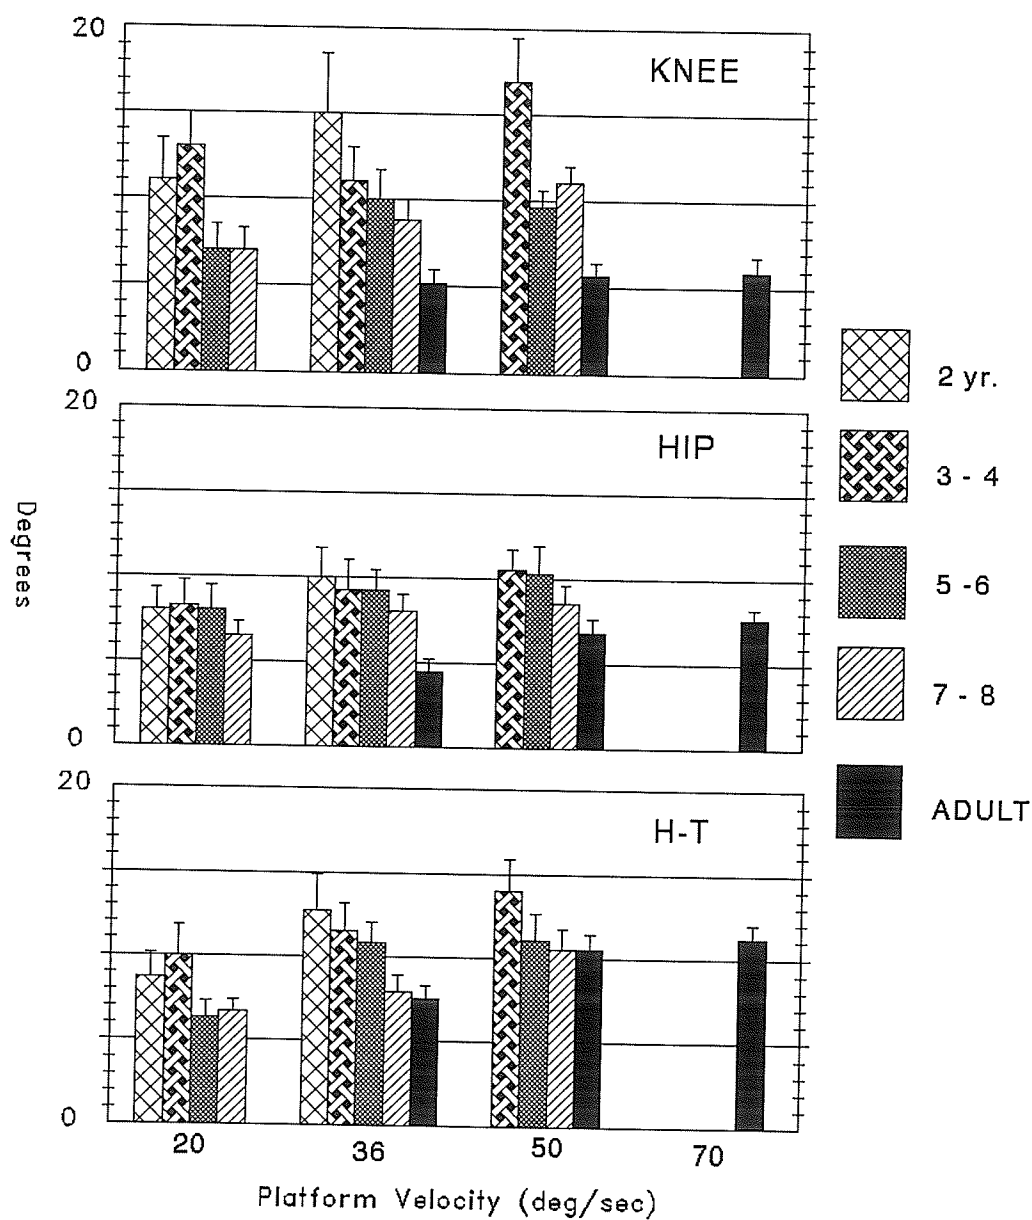 20
KNEE
0
20
HIP
0
20
H-T
0
Degrees
20 36 50 70
Platform Velocity (deg/sec)
2 yr.
3 - 4
5 -6
7 - 8
ADULT